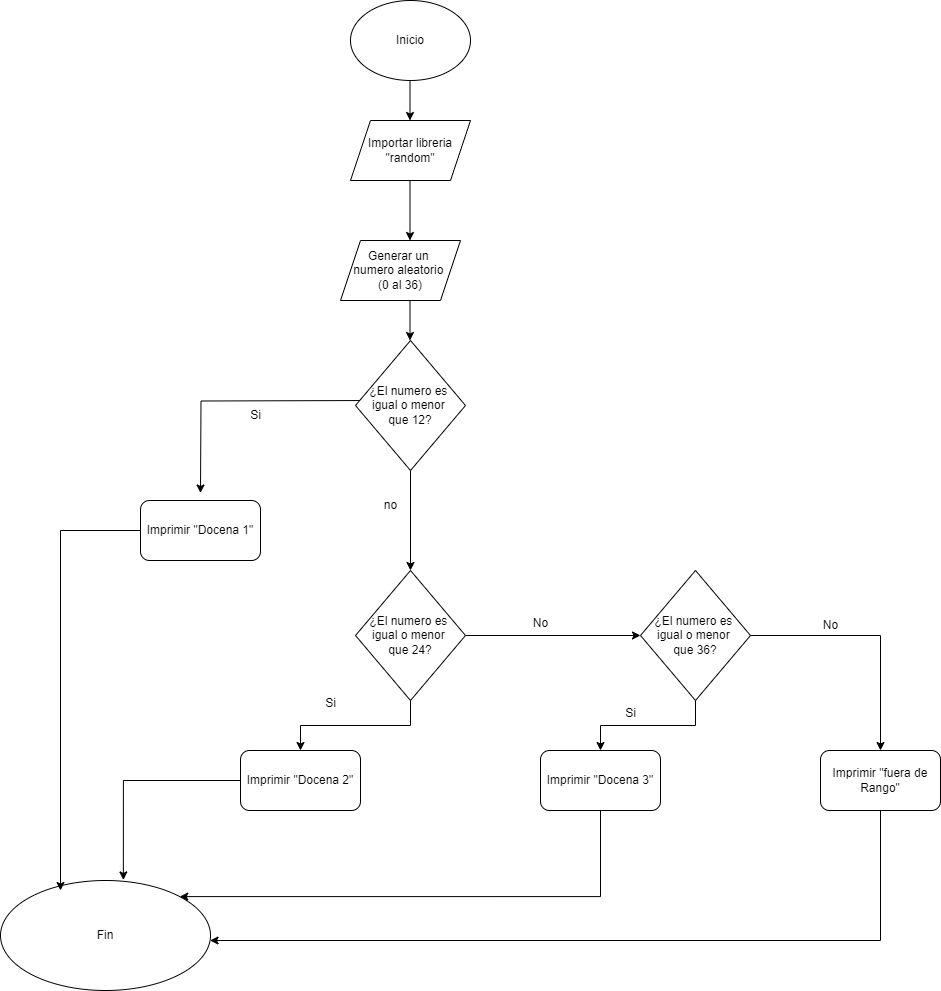 Inicio
Importar libreria
"random"
Generar un
numero aleatorio
(0 al 36)
¿El numero es
igual o menor
que 12?
Si
no
Imprimir "Docena 1"
¿El numero es
igual o menor
que 24?
No
¿El numero es
igual o menor
que 36?
No
Si
Si
Imprimir "Docena 2"
Imprimir "Docena 3"
Imprimir "fuera de
Rango"
Fin